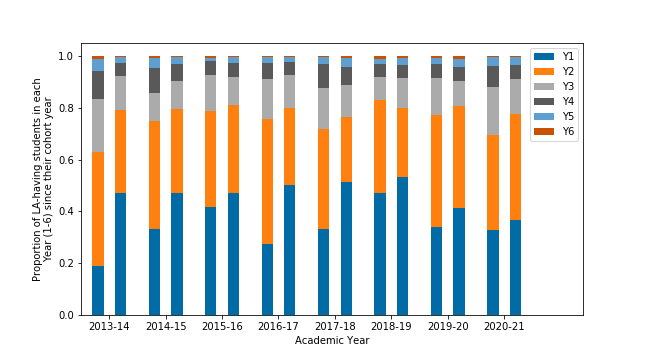 1.0
0.8
0.6
0.4
0.2
0.0
Proportion of LA-having students in each
Year (1-6) since their cohort year
Y1
Y2
Y3
Y4
Y5
Y6
2013-14 2014-15 2015-16 2016-17 2017-18 2018-19 2019-20 2020-21
Academic Year